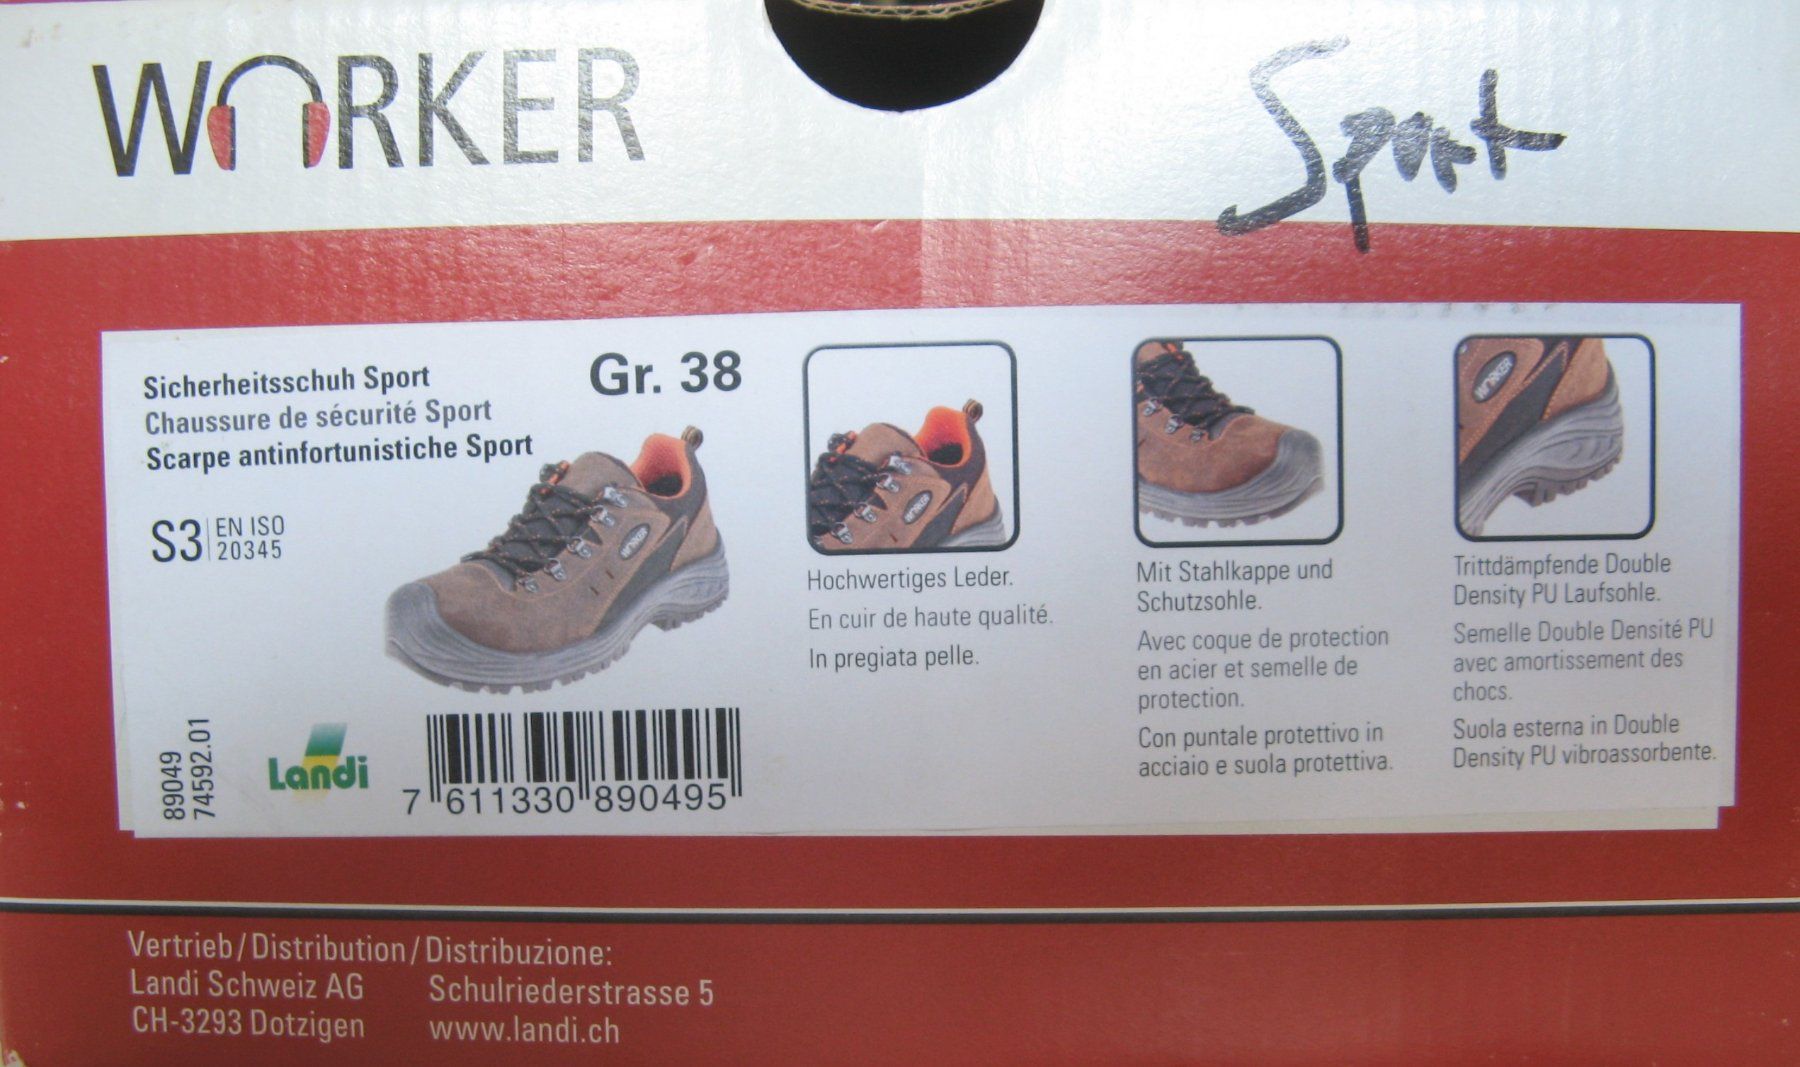 WORKER
Sport
Sicherheitsschuh Sport
Chaussure de sécurité Sport
Scarpe antinfortunistiche Sport
Gr. 38
S3 EN ISO
20345
WORKER
89049
74592.01
Landi
7 611330 890495
WORKER
Hochwertiges Leder.
En cuir de haute qualité.
In pregiata pelle.
Mit Stahlkappe und
Schutzsohle.
Avec coque de protection
en acier et semelle de
protection.
Con puntale protettivo in
acciaio e suola protettiva.
WORKER
Trittdämpfende Double
Density PU Laufsohle.
Semelle Double Densité PU
avec amortissement des
chocs.
Suola esterna in Double
Density PU vibroassorbente.
Vertrieb/Distribution/Distribuzione:
Landi Schweiz AG Schulriederstrasse 5
CH-3293 Dotzigen www.landi.ch